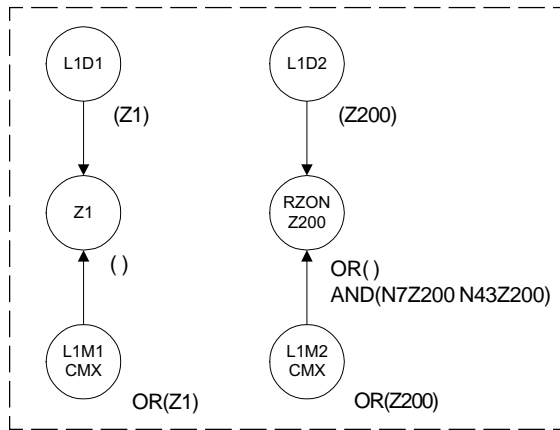 L1D1
L1D2
(Z1)
(Z200)
Z1
RZON
Z200
( )
OR( )
AND(N7Z200 N43Z200)
L1M1
CMX
L1M2
CMX
OR(Z1)
OR(Z200)